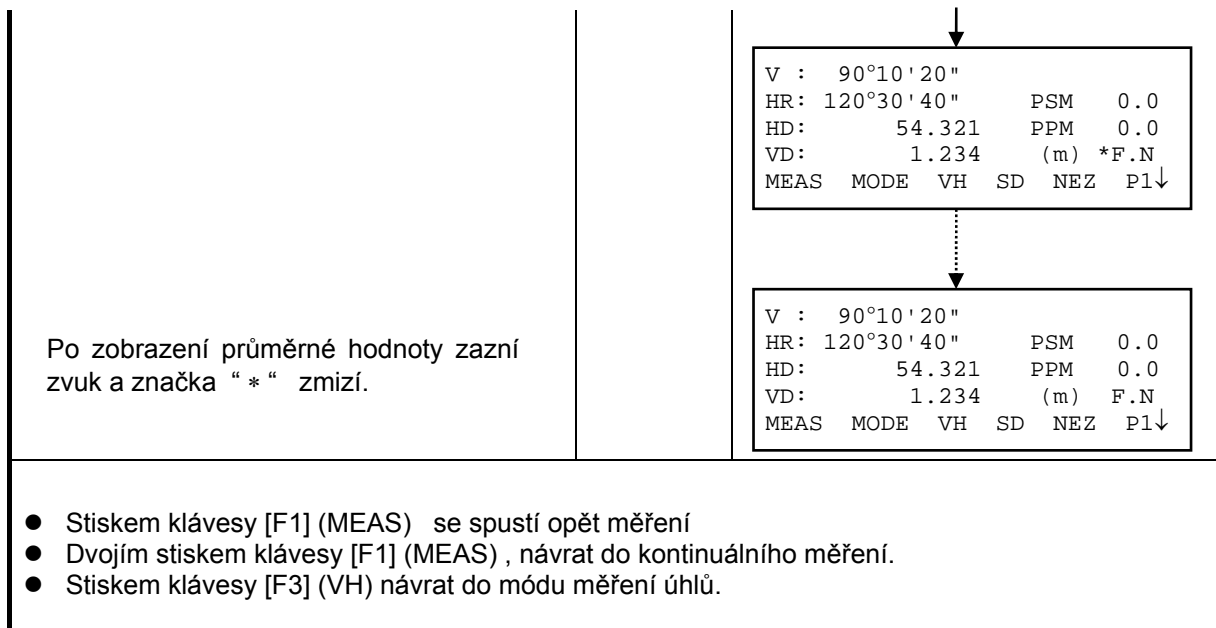 V :   90°10'20"
HR: 120°30'40"   PSM   0.0
HD:   54.321   PPM   0.0
VD:   1.234   (m) *F.N
MEAS   MODE   VH   SD   NEZ   P1↓
V :   90°10'20"
HR: 120°30'40"   PSM   0.0
HD:   54.321   PPM   0.0
VD:   1.234   (m)   F.N
MEAS   MODE   VH   SD   NEZ   P1↓
Po zobrazení průměrné hodnoty zazní
zvuk a značka “ * “ zmizí.
● Stiskem klávesy [F1] (MEAS) se spustí opět měření
● Dvojím stiskem klávesy [F1] (MEAS) , návrat do kontinuálního měření.
● Stiskem klávesy [F3] (VH) návrat do módu měření úhlů.